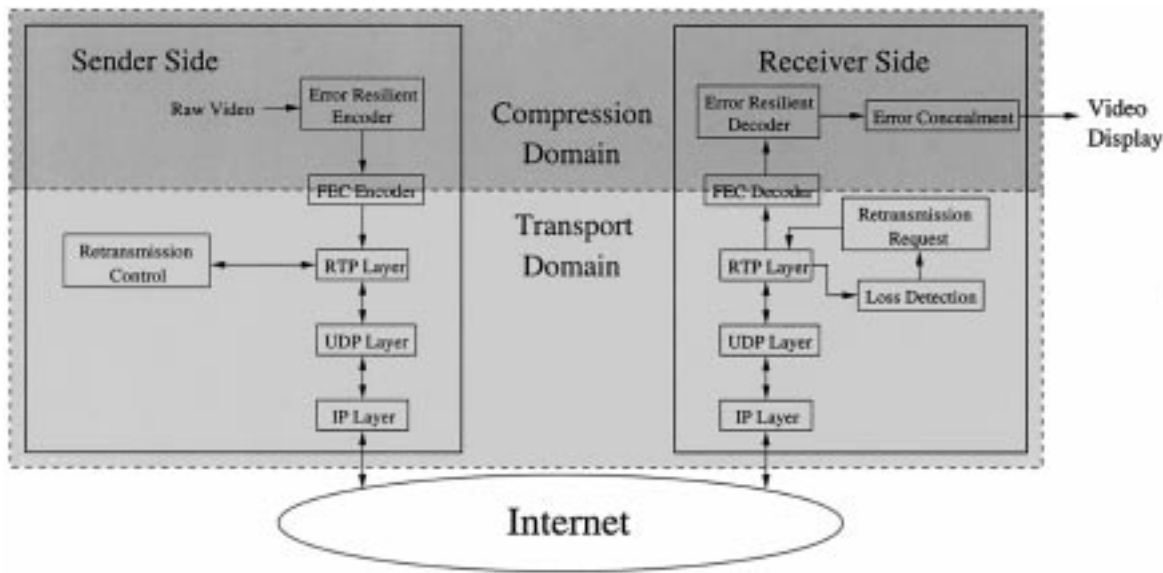 Sender Side
Raw Video
Error Resilient
Encoder
FEC Encoder
Retransmission
Control
RTP Layer
UDP Layer
IP Layer
Compression
Domain
Transport
Domain
Receiver Side
Error Resilient
Decoder
Error Concealment
Video
Display
FEC Decoder
Retransmission
Request
RTP Layer
Loss Detection
UDP Layer
IP Layer
Internet